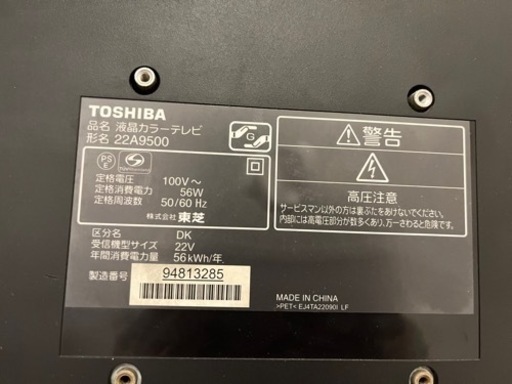 TOSHIBA
品名 液晶カラーテレビ
形名 22A9500
G
PS
E
定格電圧 100V～
定格消費電力 56W
定格周波数 50/60 Hz
株式会社 東芝
区分名 DK
受信機型サイズ 22V
年間消費電力量 56kWh/年
製造番号 94813285
警告
高圧注意
サービスマン以外の方は裏ぶたをあけないでください。
内部には高電圧部分が数多くあり、万一さわると危険です。
MADE IN CHINA
>PET< EJ4TA22090I LF